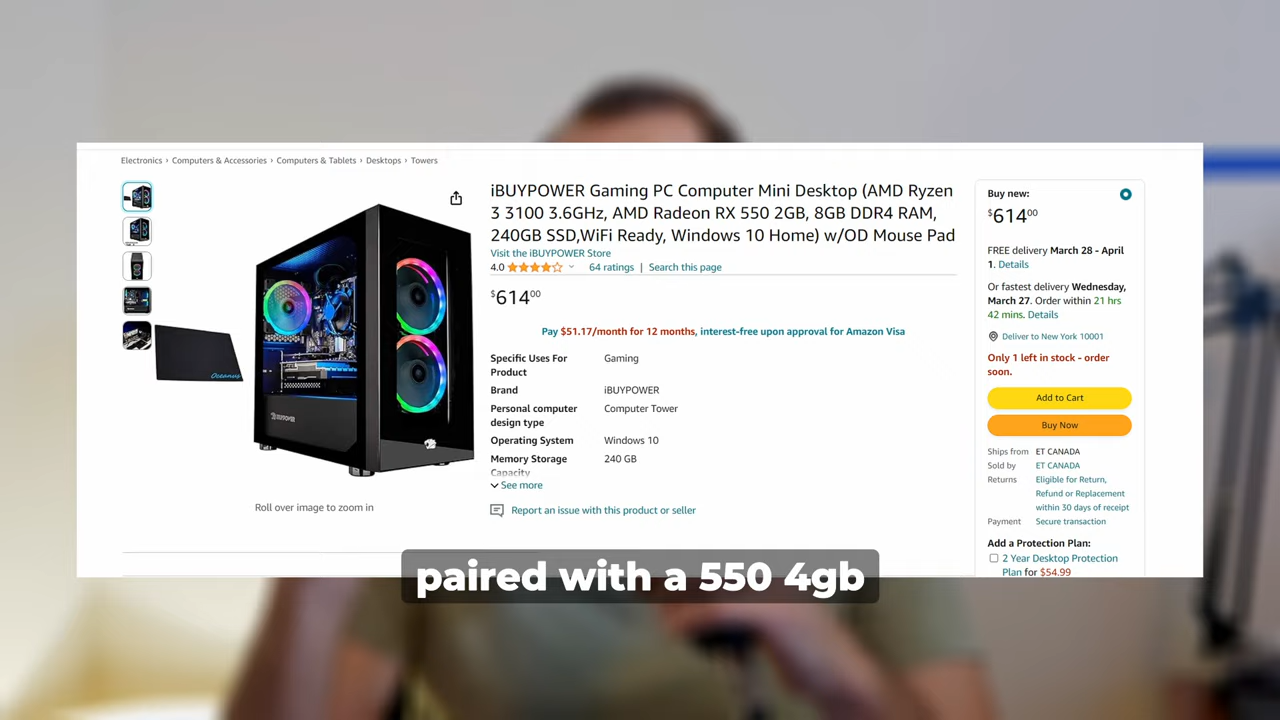 Electronics › Computers & Accessories › Computers & Tablets › Desktops › Towers
iBUYPOWER Gaming PC Computer Mini Desktop (AMD Ryzen
3 3100 3.6GHz, AMD Radeon RX 550 2GB, 8GB DDR4 RAM,
240GB SSD,WiFi Ready, Windows 10 Home) w/OD Mouse Pad
Visit the iBUYPOWER Store
4.0 64 ratings | Search this page
$61400
Pay $51.17/month for 12 months, interest-free upon approval for Amazon Visa
Specific Uses For Gaming
Product
Brand iBUYPOWER
Personal computer Computer Tower
design type
Operating System Windows 10
Memory Storage 240 GB
Capacity
See more
Report an issue with this product or seller
Oceanus
iBUYPOWER
Roll over image to zoom in
Buy new:
$61400
FREE delivery March 28 - April
1. Details
Or fastest delivery Wednesday,
March 27. Order within 21 hrs
42 mins. Details
Deliver to New York 10001
Only 1 left in stock - order
soon.
Add to Cart
Buy Now
Ships from ET CANADA
Sold by ET CANADA
Returns Eligible for Return,
Refund or Replacement
within 30 days of receipt
Payment Secure transaction
Add a Protection Plan:
2 Year Desktop Protection
Plan for $54.99
paired with a 550 4gb